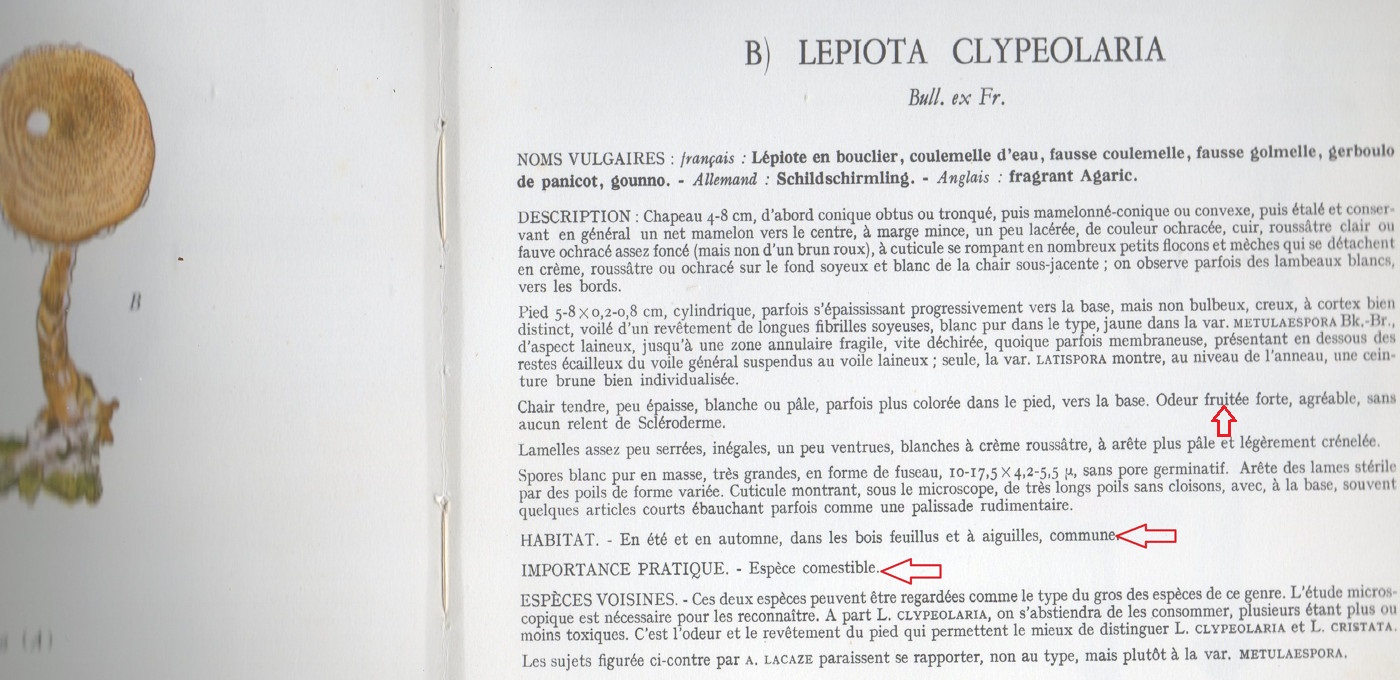 B) LEPIOTA CLYPEOLARIA
Bull. ex Fr.
NOMS VULGAIRES : français : Lépiote en bouclier, coulemelle d'eau, fausse coulemelle, fausse golmelle, gerboulo
de panicot, gounno. - Allemand : Schildschirmling. - Anglais : fragrant Agaric.
DESCRIPTION : Chapeau 4-8 cm, d'abord conique obtus ou tronqué, puis mamelonné-conique ou convexe, puis étalé et conser-
vant en général un net mamelon vers le centre, à marge mince, un peu lacérée, de couleur ochracée, cuir, roussâtre clair ou
fauve ochracé assez foncé (mais non d'un brun roux), à cuticule se rompant en nombreux petits flocons et mèches qui se détachent
en crème, roussâtre ou ochracé sur le fond soyeux et blanc de la chair sous-jacente ; on observe parfois des lambeaux blancs,
vers les bords.
Pied 5-8 × 0,2-0,8 cm, cylindrique, parfois s'épaississant progressivement vers la base, mais non bulbeux, creux, à cortex bien
distinct, voilé d'un revêtement de longues fibrilles soyeuses, blanc pur dans le type, jaune dans la var. METULAESPORA Bk.-Br.,
d'aspect laineux, jusqu'à une zone annulaire fragile, vite déchirée, quoique parfois membraneuse, présentant en dessous des
restes écailleux du voile général suspendus au voile laineux ; seule, la var. LATISPORA montre, au niveau de l'anneau, une cein-
ture brune bien individualisée.
Chair tendre, peu épaisse, blanche ou pâle, parfois plus colorée dans le pied, vers la base. Odeur fruitée forte, agréable, sans
aucun relent de Scléroderme.
Lamelles assez peu serrées, inégales, un peu ventrues, blanches à crème roussâtre, à arête plus pâle et légèrement crénelée.
Spores blanc pur en masse, très grandes, en forme de fuseau, 10-17,5 × 4,2-5,5 µ, sans pore germinatif. Arête des lames stérile
par des poils de forme variée. Cuticule montrant, sous le microscope, de très longs poils sans cloisons, avec, à la base, souvent
quelques articles courts ébauchant parfois comme une palissade rudimentaire.
HABITAT. - En été et en automne, dans les bois feuillus et à aiguilles, commune.
IMPORTANCE PRATIQUE. - Espèce comestible.
ESPÈCES VOISINES. - Ces deux espèces peuvent être regardées comme le type du gros des espèces de ce genre. L'étude micros-
copique est nécessaire pour les reconnaître. A part L. CLYPEOLARIA, on s'abstiendra de les consommer, plusieurs étant plus ou
moins toxiques. C'est l'odeur et le revêtement du pied qui permettent le mieux de distinguer L. CLYPEOLARIA et L. CRISTATA.
Les sujets figurée ci-contre par A. LACAZE paraissent se rapporter, non au type, mais plutôt à la var. METULAESPORA.
B
(A)